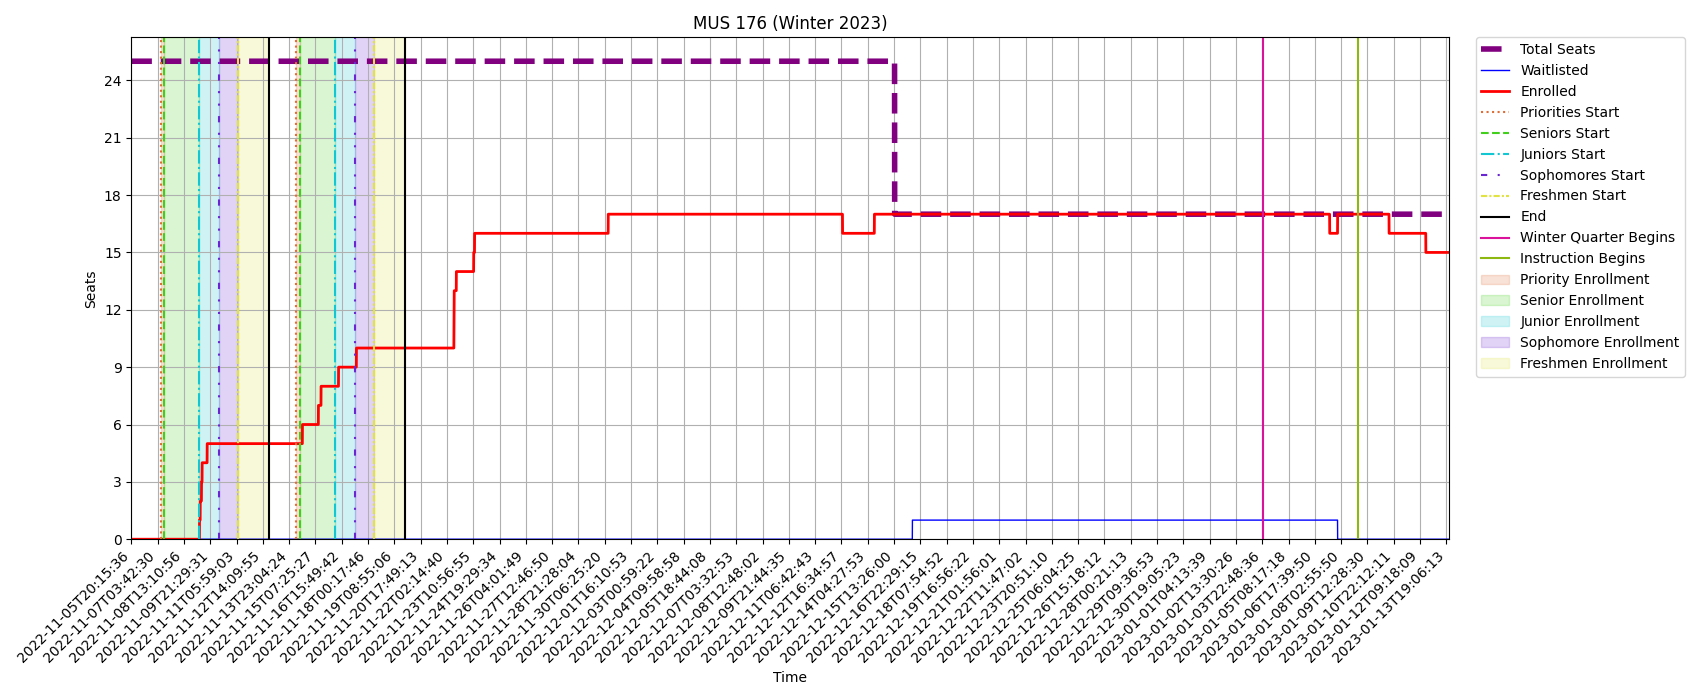 MUS 176 (Winter 2023)
Seats
24
21
18
15
12
9
6
3
0
2022-11-05T20:15:36
2022-11-07T03:42:30
2022-11-08T13:10:56
2022-11-09T21:29:31
2022-11-11T05:59:03
2022-11-12T14:09:55
2022-11-13T23:04:24
2022-11-15T07:25:27
2022-11-16T15:49:42
2022-11-18T00:17:46
2022-11-19T08:55:06
2022-11-20T17:49:13
2022-11-22T02:14:40
2022-11-23T10:56:55
2022-11-24T19:29:34
2022-11-26T04:01:49
2022-11-27T12:46:50
2022-11-28T21:28:04
2022-11-30T06:25:20
2022-12-01T16:10:53
2022-12-03T00:59:22
2022-12-04T09:58:58
2022-12-05T18:44:08
2022-12-07T03:32:53
2022-12-08T12:48:02
2022-12-09T21:44:35
2022-12-11T06:42:43
2022-12-12T16:34:57
2022-12-14T04:27:53
2022-12-15T13:26:00
2022-12-16T22:29:15
2022-12-18T07:54:52
2022-12-19T16:56:22
2022-12-21T01:56:01
2022-12-22T11:47:02
2022-12-23T20:51:10
2022-12-25T06:04:25
2022-12-26T15:18:12
2022-12-28T00:21:13
2022-12-29T09:36:53
2022-12-30T19:05:23
2023-01-01T04:13:39
2023-01-02T13:30:26
2023-01-03T22:48:36
2023-01-05T08:17:18
2023-01-06T17:39:50
2023-01-08T02:55:50
2023-01-09T12:28:30
2023-01-10T22:12:11
2023-01-12T09:18:09
2023-01-13T19:06:13
Time
Total Seats
Waitlisted
Enrolled
Priorities Start
Seniors Start
Juniors Start
Sophomores Start
Freshmen Start
End
Winter Quarter Begins
Instruction Begins
Priority Enrollment
Senior Enrollment
Junior Enrollment
Sophomore Enrollment
Freshmen Enrollment